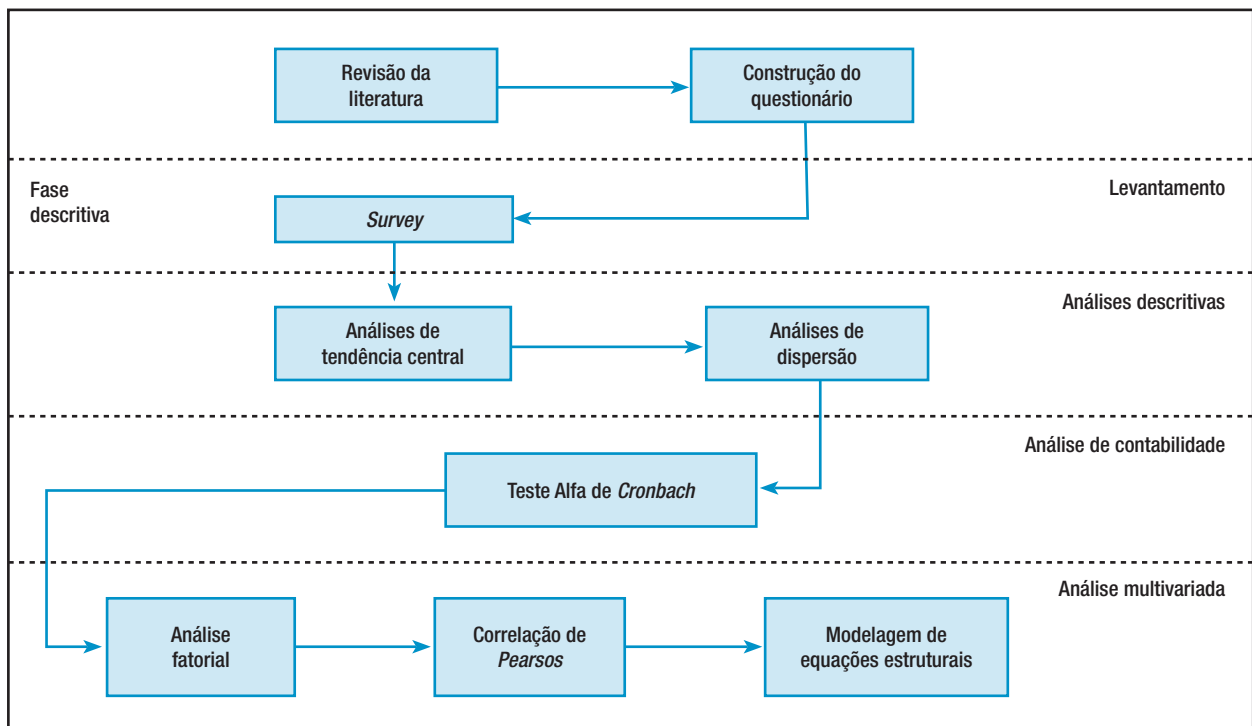 Revisão da
literatura
Construção do
questionário
Fase
descritiva
Levantamento
Survey
Análises descritivas
Análises de
tendência central
Análises de
dispersão
Análise de contabilidade
Teste Alfa de Cronbach
Análise multivariada
Análise
fatorial
Correlação de
Pearsos
Modelagem de
equações estruturais